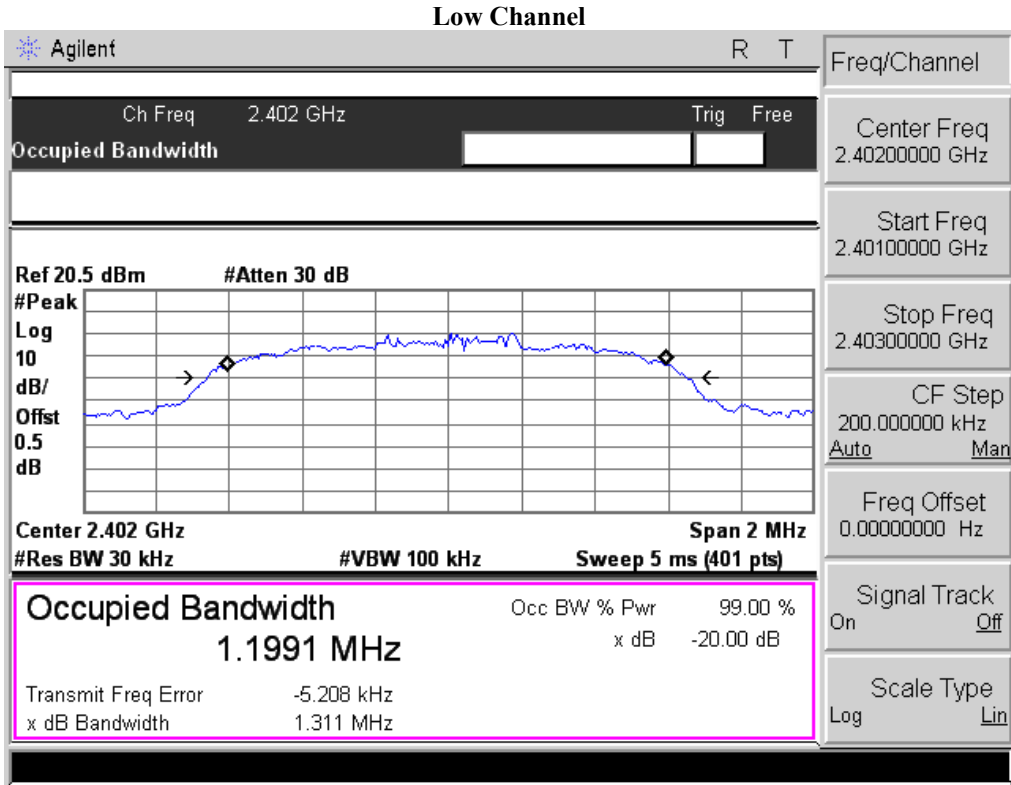 Low Channel
Agilent R T
Ch Freq 2.402 GHz Trig Free
Occupied Bandwidth
Ref 20.5 dBm #Atten 30 dB
#Peak
Log
10
dB/
Offst
0.5
dB
Center 2.402 GHz Span 2 MHz
#Res BW 30 kHz #VBW 100 kHz Sweep 5 ms (401 pts)
Occupied Bandwidth Occ BW % Pwr 99.00 %
1.1991 MHz x dB -20.00 dB
Transmit Freq Error -5.208 kHz
x dB Bandwidth 1.311 MHz
Freq/Channel
Center Freq
2.40200000 GHz
Start Freq
2.40100000 GHz
Stop Freq
2.40300000 GHz
CF Step
200.000000 kHz
Auto Man
Freq Offset
0.00000000 Hz
Signal Track
On Off
Scale Type
Log Lin